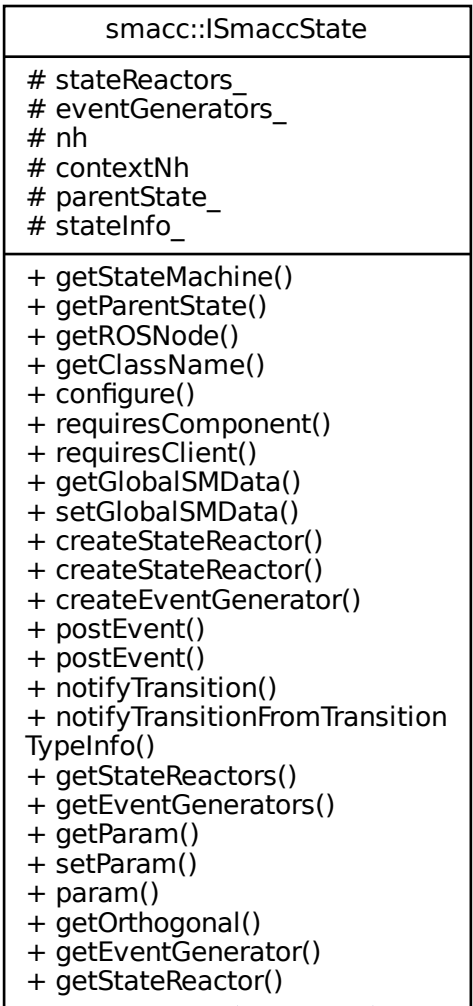 smacc::ISmaccState
# stateReactors_
# eventGenerators_
# nh
# contextNh
# parentState_
# stateInfo_
+ getStateMachine()
+ getParentState()
+ getROSNode()
+ getClassName()
+ configure()
+ requiresComponent()
+ requiresClient()
+ getGlobalSMData()
+ setGlobalSMData()
+ createStateReactor()
+ createStateReactor()
+ createEventGenerator()
+ postEvent()
+ postEvent()
+ notifyTransition()
+ notifyTransitionFromTransition
TypeInfo()
+ getStateReactors()
+ getEventGenerators()
+ getParam()
+ setParam()
+ param()
+ getOrthogonal()
+ getEventGenerator()
+ getStateReactor()